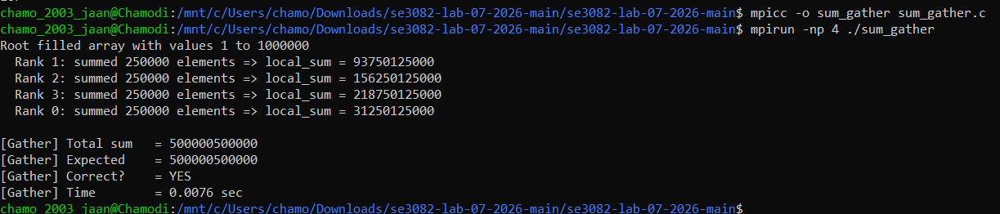 chamo_2003_jaan@Chamodi:/mnt/c/Users/chamo/Downloads/se3082-lab-07-2026-main/se3082-lab-07-2026-main$ mpicc -o sum_gather sum_gather.c
chamo_2003_jaan@Chamodi:/mnt/c/Users/chamo/Downloads/se3082-lab-07-2026-main/se3082-lab-07-2026-main$ mpirun -np 4 ./sum_gather
Root filled array with values 1 to 1000000
  Rank 1: summed 250000 elements => local_sum = 93750125000
  Rank 2: summed 250000 elements => local_sum = 156250125000
  Rank 3: summed 250000 elements => local_sum = 218750125000
  Rank 0: summed 250000 elements => local_sum = 31250125000
[Gather] Total sum   = 500000500000
[Gather] Expected    = 500000500000
[Gather] Correct?    = YES
[Gather] Time        = 0.0076 sec
chamo_2003_jaan@Chamodi:/mnt/c/Users/chamo/Downloads/se3082-lab-07-2026-main/se3082-lab-07-2026-main$